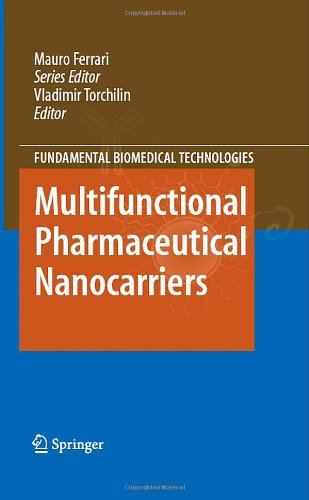 Mauro Ferrari
Series Editor
Vladimir Torchilin
Editor
FUNDAMENTAL BIOMEDICAL TECHNOLOGIES
Multifunctional
Pharmaceutical
Nanocarriers
Springer